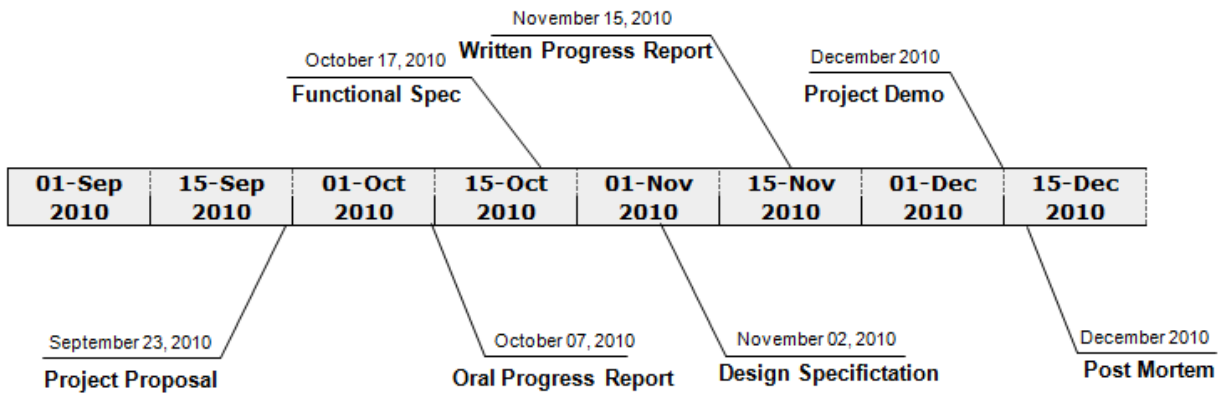 November 15, 2010
Written Progress Report
October 17, 2010
Functional Spec
December 2010
Project Demo
01-Sep 2010
15-Sep 2010
01-Oct 2010
15-Oct 2010
01-Nov 2010
15-Nov 2010
01-Dec 2010
15-Dec 2010
September 23, 2010
Project Proposal
October 07, 2010
Oral Progress Report
November 02, 2010
Design Specifictation
December 2010
Post Mortem